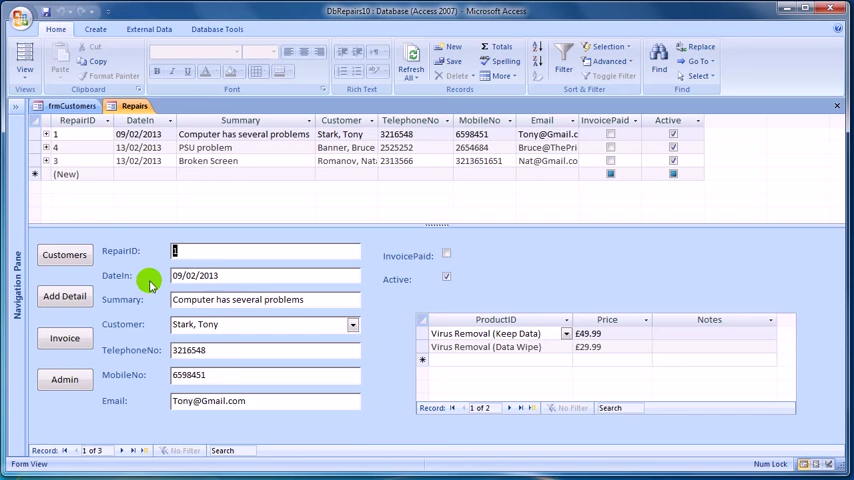 DbRepairs10 : Database (Access 2007) - Microsoft Access
Home Create External Data Database Tools
View Paste Cut Copy Format Painter Refresh All New Save Delete Totals Spelling More Filter Selection Advanced Find Replace Go To Select
B I U A
Views Clipboard Font Rich Text Records Sort & Filter Find
frmCustomers Repairs
RepairID DateIn Summary Customer TelephoneNo MobileNo Email InvoicePaid Active
1 09/02/2013 Computer has several problems Stark, Tony 3216548 6598451 Tony@Gmail.c
4 13/02/2013 PSU problem Banner, Bruce 2525252 2654684 Bruce@ThePri
3 13/02/2013 Broken Screen Romanov, Nata 2313566 3213651651 Nat@Gmail.co
(New)
Customers RepairID: 1 InvoicePaid:
DateIn: 09/02/2013 Active:
Add Detail Summary: Computer has several problems
Customer: Stark, Tony
Invoice TelephoneNo: 3216548
Admin MobileNo: 6598451
Email: Tony@Gmail.com
ProductID Price Notes
Virus Removal (Keep Data) £49.99
Virus Removal (Data Wipe) £29.99
Record: 1 of 2 No Filter Search
Navigation Pane
Record: 1 of 3 No Filter Search
Form View Num Lock